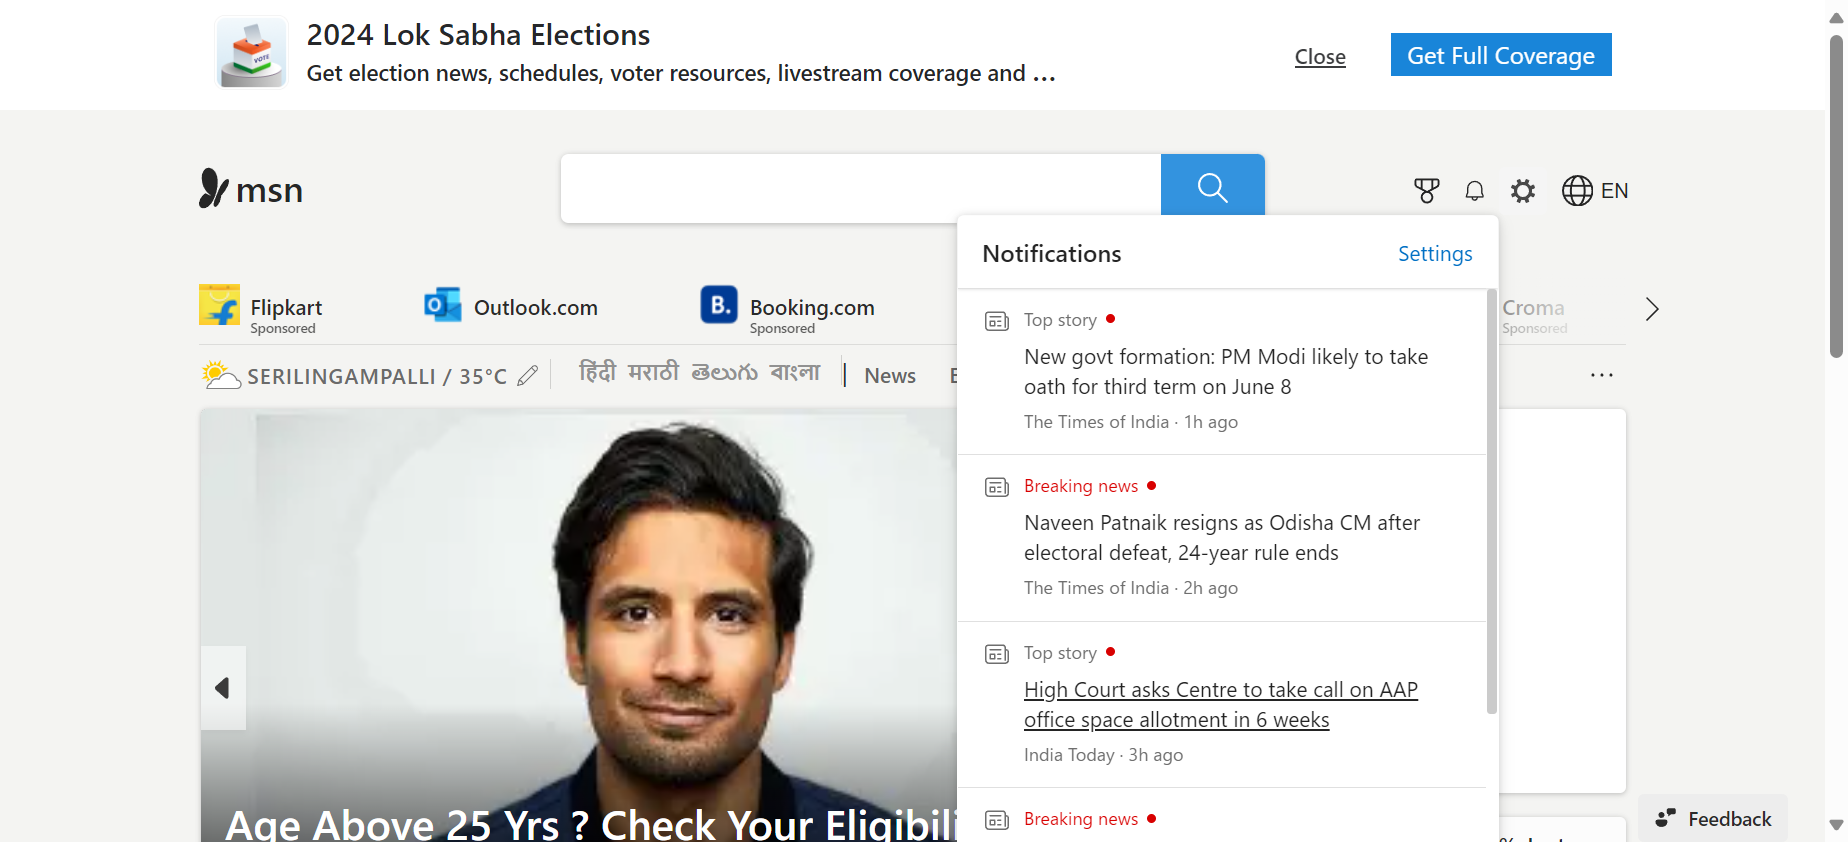 2024 Lok Sabha Elections
Get election news, schedules, voter resources, livestream coverage and ...
Close
Get Full Coverage
VOTE
msn
EN
Notifications
Settings
Flipkart
Sponsored
Outlook.com
B.
Booking.com
Sponsored
Croma
Sponsored
SERILINGAMPALLI / 35°C
हिंदी मराठी తెలుగు বাংলা
News
Top story
New govt formation: PM Modi likely to take
oath for third term on June 8
The Times of India · 1h ago
Breaking news
Naveen Patnaik resigns as Odisha CM after
electoral defeat, 24-year rule ends
The Times of India · 2h ago
Top story
High Court asks Centre to take call on AAP
office space allotment in 6 weeks
India Today · 3h ago
Breaking news
Age Above 25 Yrs ? Check Your Eligibili
Feedback